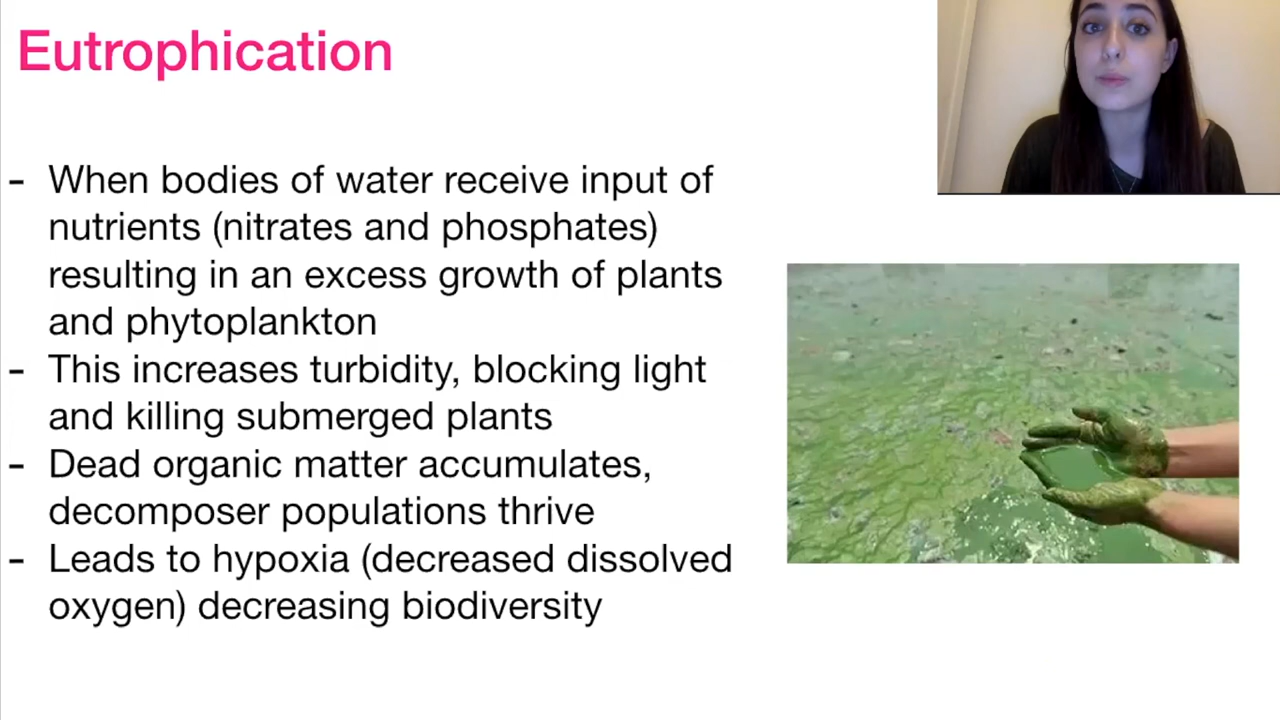 Eutrophication
- When bodies of water receive input of
nutrients (nitrates and phosphates)
resulting in an excess growth of plants
and phytoplankton
- This increases turbidity, blocking light
and killing submerged plants
- Dead organic matter accumulates,
decomposer populations thrive
- Leads to hypoxia (decreased dissolved
oxygen) decreasing biodiversity